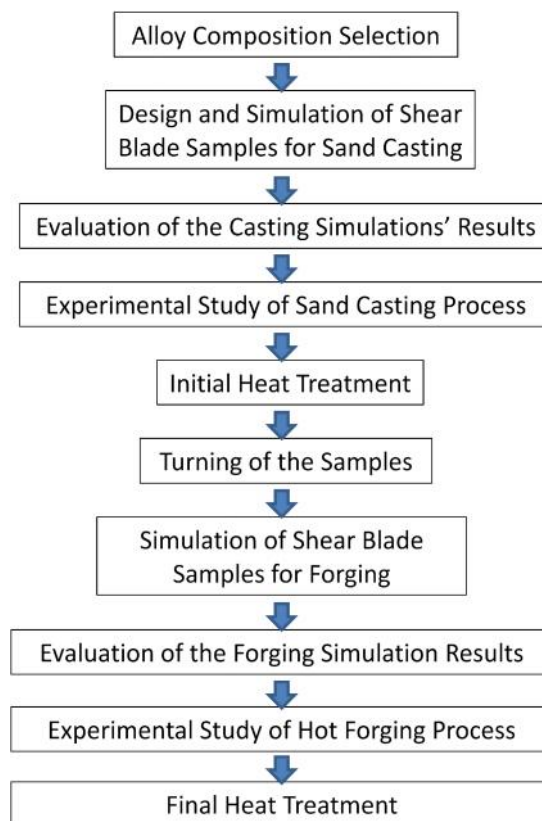 Alloy Composition Selection
Design and Simulation of Shear
Blade Samples for Sand Casting
Evaluation of the Casting Simulations’ Results
Experimental Study of Sand Casting Process
Initial Heat Treatment
Turning of the Samples
Simulation of Shear Blade
Samples for Forging
Evaluation of the Forging Simulation Results
Experimental Study of Hot Forging Process
Final Heat Treatment